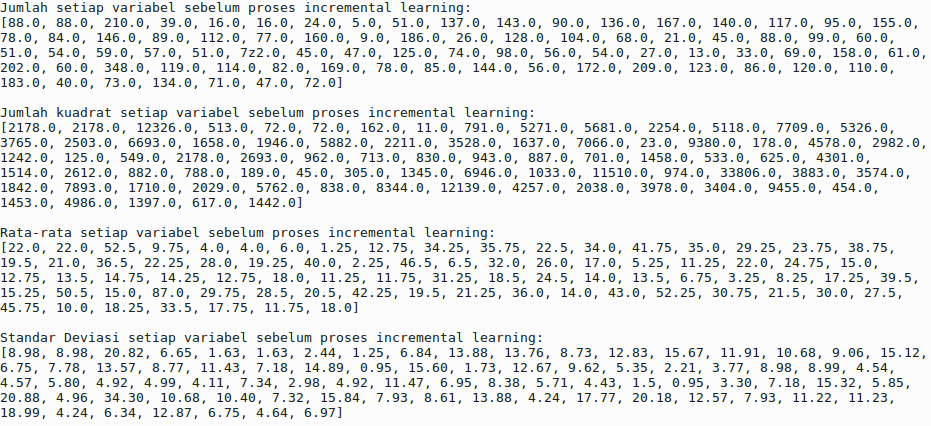 Jumlah setiap variabel sebelum proses incremental learning:
[88.0, 88.0, 210.0, 39.0, 16.0, 16.0, 24.0, 5.0, 51.0, 137.0, 143.0, 90.0, 136.0, 167.0, 140.0, 117.0, 95.0, 155.0,
78.0, 84.0, 146.0, 89.0, 112.0, 77.0, 160.0, 9.0, 186.0, 26.0, 128.0, 104.0, 68.0, 21.0, 45.0, 88.0, 99.0, 60.0,
51.0, 54.0, 59.0, 57.0, 51.0, 722.0, 45.0, 47.0, 125.0, 74.0, 98.0, 56.0, 54.0, 27.0, 13.0, 33.0, 69.0, 158.0, 61.0,
202.0, 60.0, 348.0, 119.0, 114.0, 82.0, 169.0, 78.0, 85.0, 144.0, 56.0, 172.0, 209.0, 123.0, 86.0, 120.0, 110.0,
183.0, 40.0, 73.0, 134.0, 71.0, 47.0, 72.0]
Jumlah kuadrat setiap variabel sebelum proses incremental learning:
[2178.0, 2178.0, 12326.0, 513.0, 72.0, 72.0, 162.0, 11.0, 791.0, 5271.0, 5681.0, 2254.0, 5118.0, 7709.0, 5326.0,
3765.0, 2503.0, 6693.0, 1658.0, 1946.0, 5882.0, 2211.0, 3528.0, 1637.0, 7066.0, 23.0, 9380.0, 178.0, 4578.0, 2982.0,
1242.0, 125.0, 549.0, 2178.0, 2693.0, 962.0, 713.0, 830.0, 943.0, 887.0, 701.0, 1458.0, 533.0, 625.0, 4301.0,
1514.0, 2612.0, 882.0, 788.0, 189.0, 45.0, 305.0, 1345.0, 6946.0, 1033.0, 11510.0, 974.0, 33806.0, 3883.0, 3574.0,
1842.0, 7893.0, 1710.0, 2029.0, 5762.0, 838.0, 8344.0, 12139.0, 4257.0, 2038.0, 3978.0, 3404.0, 9455.0, 454.0,
1453.0, 4986.0, 1397.0, 617.0, 1442.0]
Rata-rata setiap variabel sebelum proses incremental learning:
[22.0, 22.0, 52.5, 9.75, 4.0, 4.0, 6.0, 1.25, 12.75, 34.25, 35.75, 22.5, 34.0, 41.75, 35.0, 29.25, 23.75, 38.75,
19.5, 21.0, 36.5, 22.25, 28.0, 19.25, 40.0, 2.25, 46.5, 6.5, 32.0, 26.0, 17.0, 5.25, 11.25, 22.0, 24.75, 15.0,
12.75, 13.5, 14.75, 14.25, 12.75, 18.0, 11.25, 11.75, 31.25, 18.5, 24.5, 14.0, 13.5, 6.75, 3.25, 8.25, 17.25, 39.5,
15.25, 50.5, 15.0, 87.0, 29.75, 28.5, 20.5, 42.25, 19.5, 21.25, 36.0, 14.0, 43.0, 52.25, 30.75, 21.5, 30.0, 27.5,
45.75, 10.0, 18.25, 33.5, 17.75, 11.75, 18.0]
Standar Deviasi setiap variabel sebelum proses incremental learning:
[8.98, 8.98, 20.82, 6.65, 1.63, 1.63, 2.44, 1.25, 6.84, 13.88, 13.76, 8.73, 12.83, 15.67, 11.91, 10.68, 9.06, 15.12,
6.75, 7.78, 13.57, 8.77, 11.43, 7.18, 14.89, 0.95, 15.60, 1.73, 12.67, 9.62, 5.35, 2.21, 3.77, 8.98, 8.99, 4.54,
4.57, 5.80, 4.92, 4.99, 4.11, 7.34, 2.98, 4.92, 11.47, 6.95, 8.38, 5.71, 4.43, 1.5, 0.95, 3.30, 7.18, 15.32, 5.85,
20.88, 4.96, 34.30, 10.68, 10.40, 7.32, 15.84, 7.93, 8.61, 13.88, 4.24, 17.77, 20.18, 12.57, 7.93, 11.22, 11.23,
18.99, 4.24, 6.34, 12.87, 6.75, 4.64, 6.97]